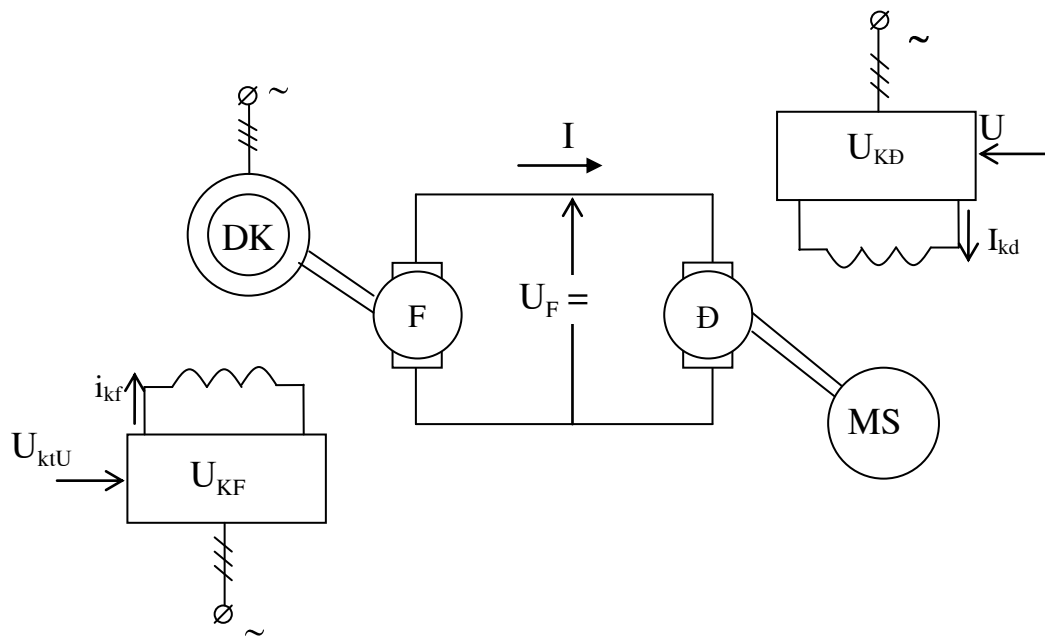 ~
~
I
U
U_KĐ
I_kd
DK
F
U_F =
Đ
i_kf
MS
U_ktU
U_KF
~